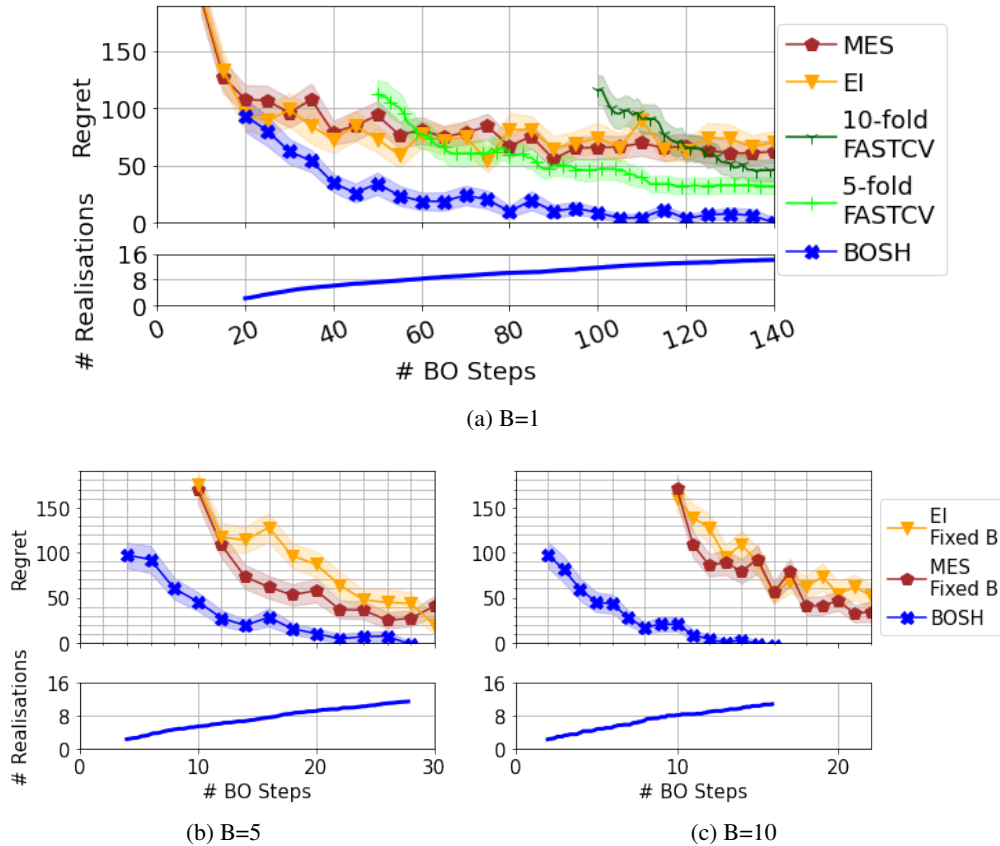 150
100
50
0
Regret
MES
EI
10-fold
FASTCV
5-fold
FASTCV
BOSH
16
8
0
# Realisations
0
20
40
60
80
100
120
140
# BO Steps
(a) B=1
150
100
50
0
Regret
16
8
0
# Realisations
0
10
20
30
# BO Steps
(b) B=5
150
100
50
0
Regret
16
8
0
0
10
20
# BO Steps
(c) B=10
EI
Fixed B
MES
Fixed B
BOSH